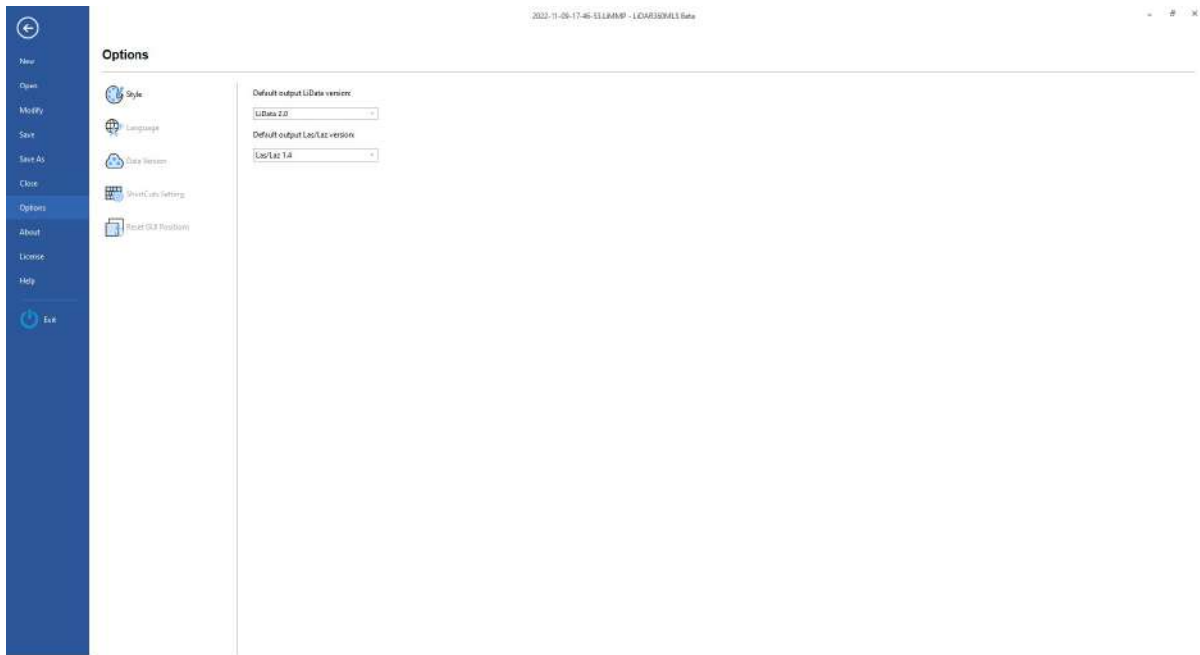 2022-11-09-17-46-53.LiMMP - LiDAR360MLS Beta
New
Open
Modify
Save
Save As
Close
Options
About
License
Help
Exit
Options
Style
Language
Data Version
ShortCuts Setting
Reset GUI Positions
Default output LiData version:
LiData 2.0
Default output Las/Laz version:
Las/Laz 1.4